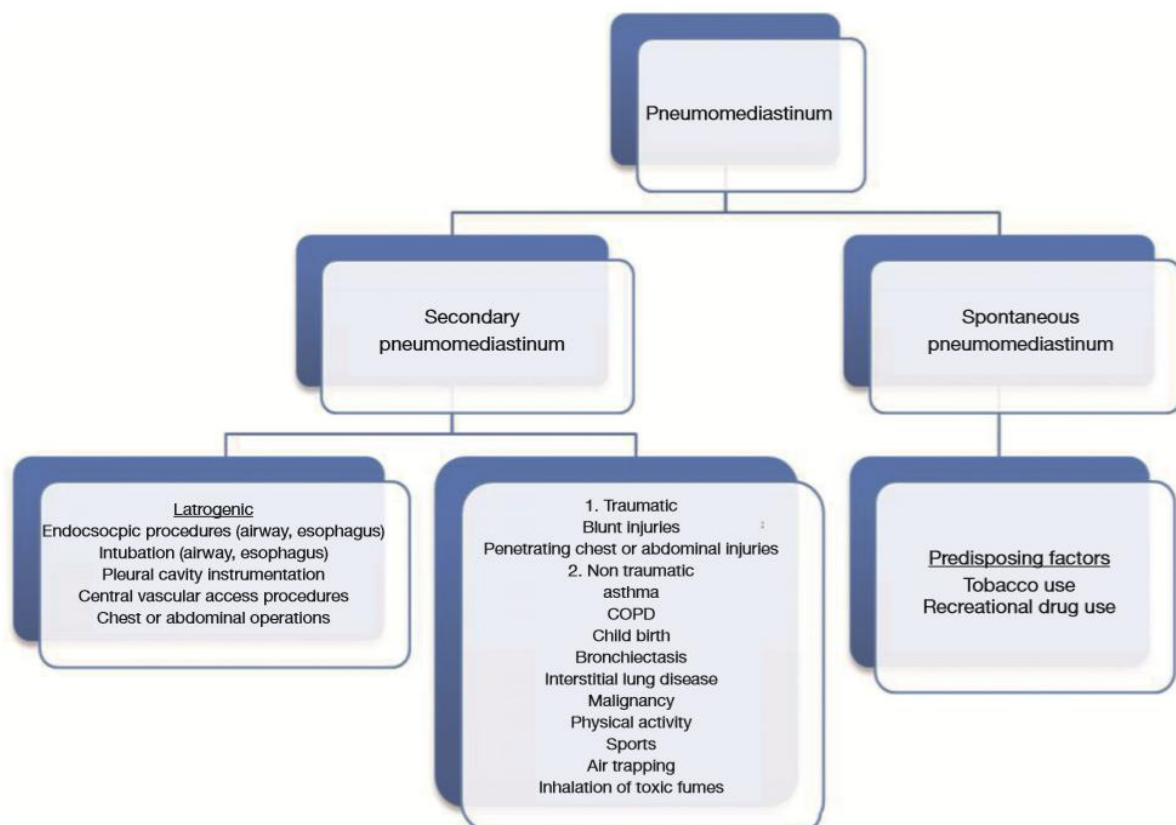 Pneumomediastinum
Secondary
pneumomediastinum
Spontaneous
pneumomediastinum
Latrogenic
Endocsocpic procedures (airway, esophagus)
Intubation (airway, esophagus)
Pleural cavity instrumentation
Central vascular access procedures
Chest or abdominal operations
1. Traumatic
Blunt injuries
Penetrating chest or abdominal injuries
2. Non traumatic
asthma
COPD
Child birth
Bronchiectasis
Interstitial lung disease
Malignancy
Physical activity
Sports
Air trapping
Inhalation of toxic fumes
Predisposing factors
Tobacco use
Recreational drug use